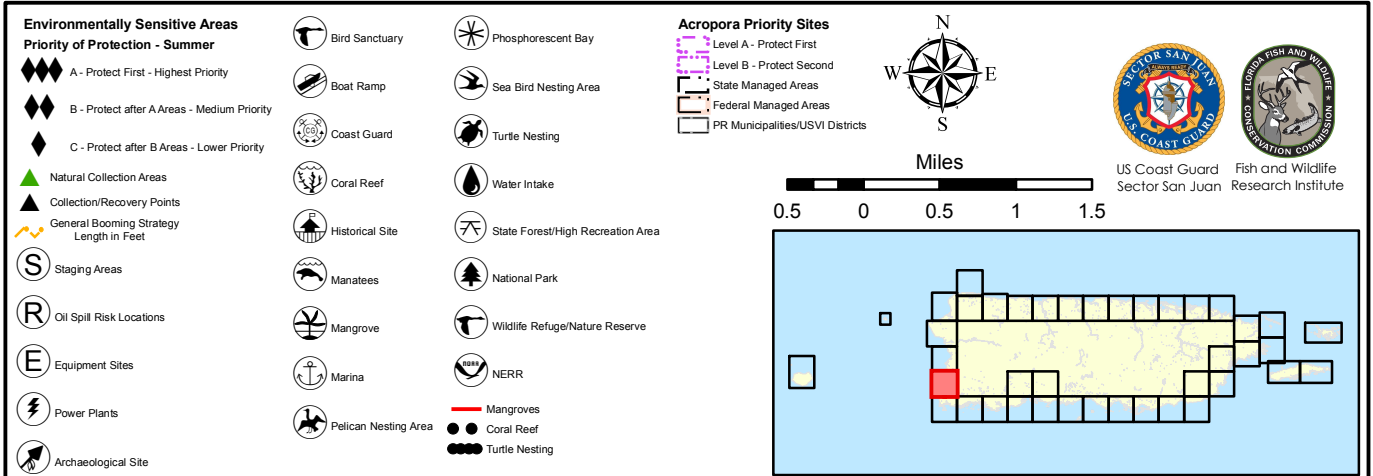 Environmentally Sensitive Areas
Priority of Protection - Summer
A - Protect First - Highest Priority
B - Protect after A Areas - Medium Priority
C - Protect after B Areas - Lower Priority
Natural Collection Areas
Collection/Recovery Points
General Booming Strategy
Length in Feet
S Staging Areas
R Oil Spill Risk Locations
E Equipment Sites
Power Plants
Archaeological Site
Bird Sanctuary
Boat Ramp
CG Coast Guard
Coral Reef
Historical Site
Manatees
Mangrove
Marina
Pelican Nesting Area
Phosphorescent Bay
Sea Bird Nesting Area
Turtle Nesting
Water Intake
State Forest/High Recreation Area
National Park
Wildlife Refuge/Nature Reserve
NERR
Mangroves
Coral Reef
Turtle Nesting
Acropora Priority Sites
Level A - Protect First
Level B - Protect Second
State Managed Areas
Federal Managed Areas
PR Municipalities/USVI Districts
N
W E
S
Miles
0.5 0 0.5 1 1.5
SECTOR SAN JUAN
ALWAYS READY
U.S. COAST GUARD
US Coast Guard
Sector San Juan
FLORIDA FISH AND WILDLIFE
CONSERVATION COMMISSION
Fish and Wildlife
Research Institute